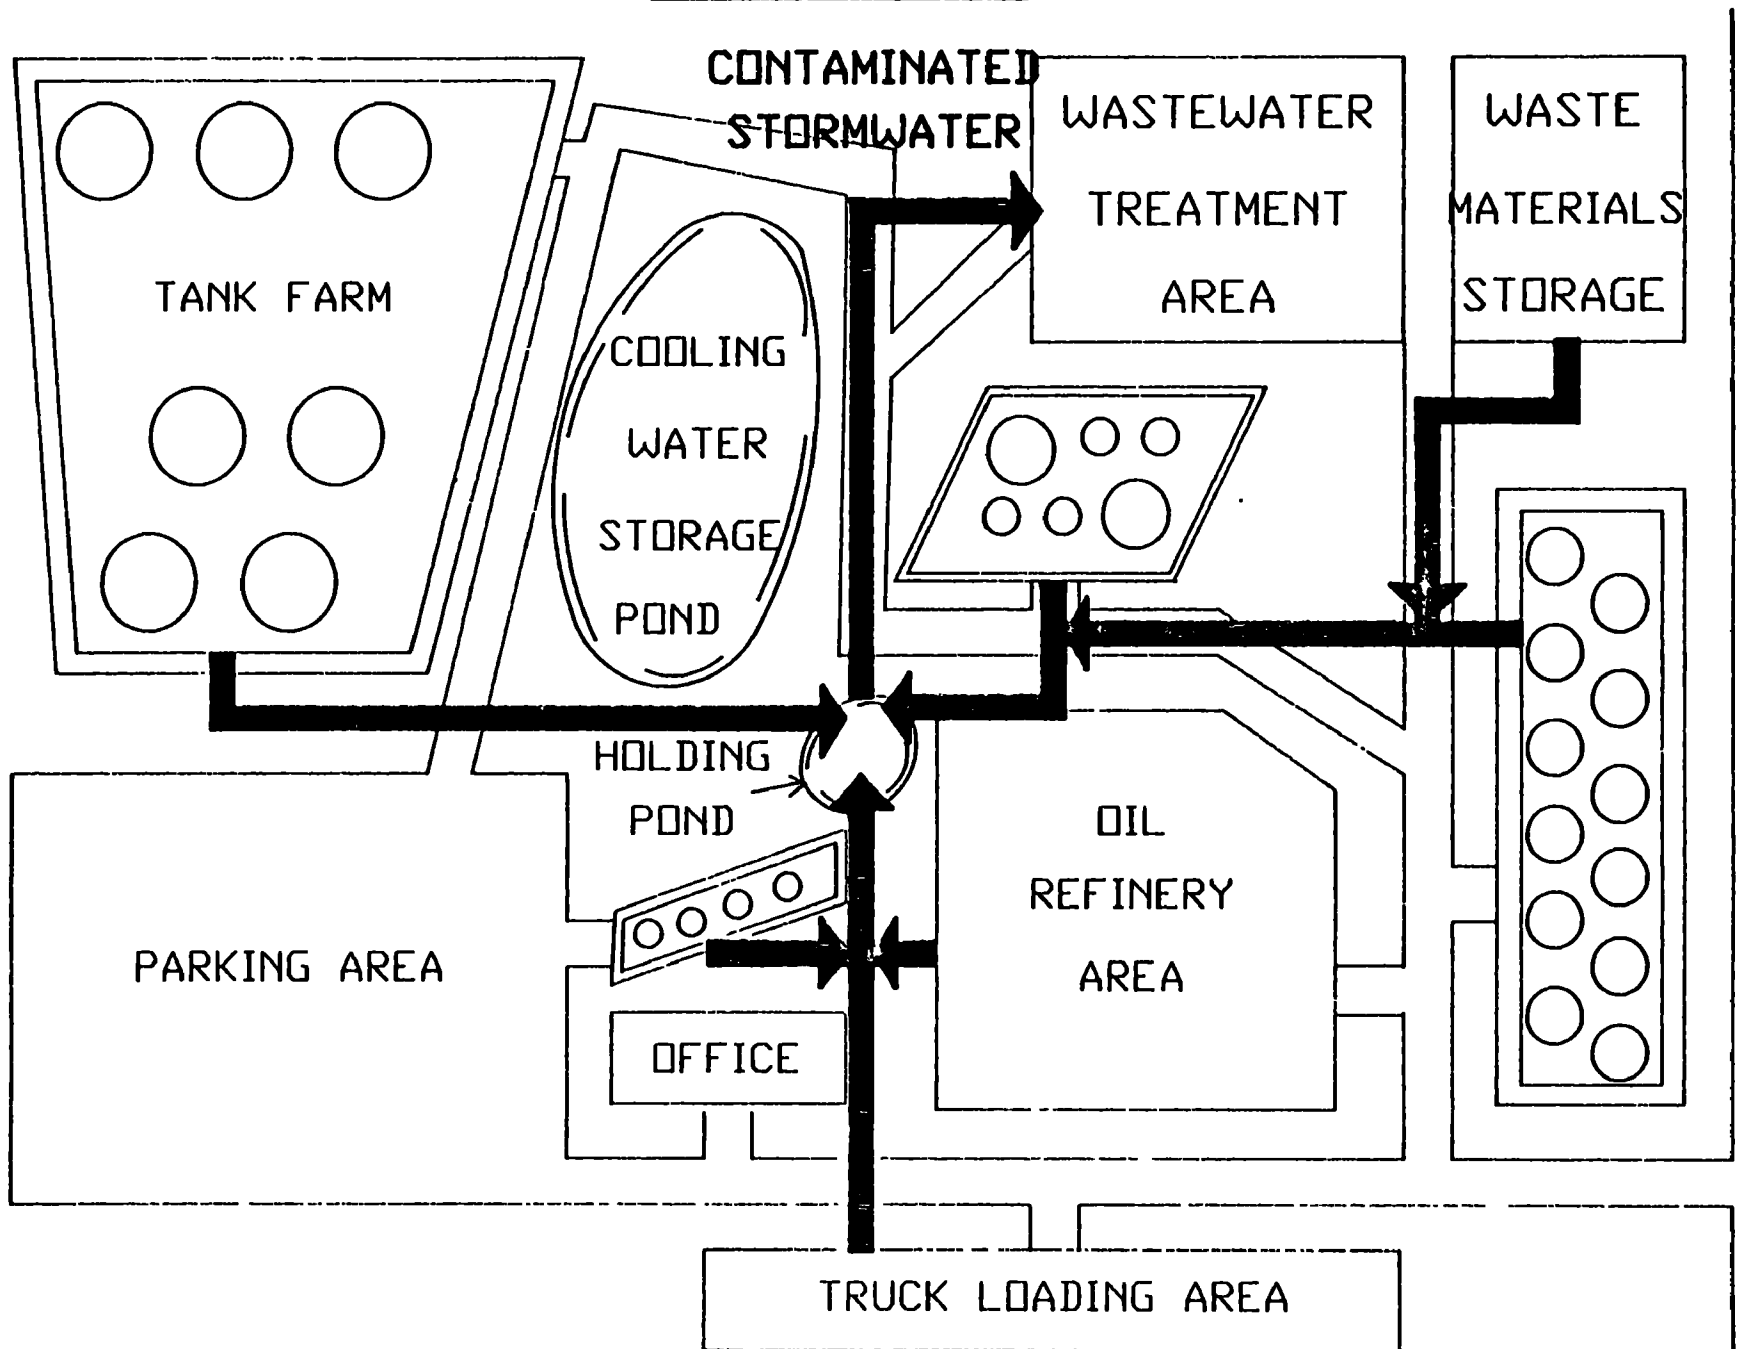 CONTAMINATED
STORMWATER
WASTEWATER
TREATMENT
AREA
WASTE
MATERIALS
STORAGE
TANK FARM
COOLING
WATER
STORAGE
POND
HOLDING
POND
OIL
REFINERY
AREA
PARKING AREA
OFFICE
TRUCK LOADING AREA